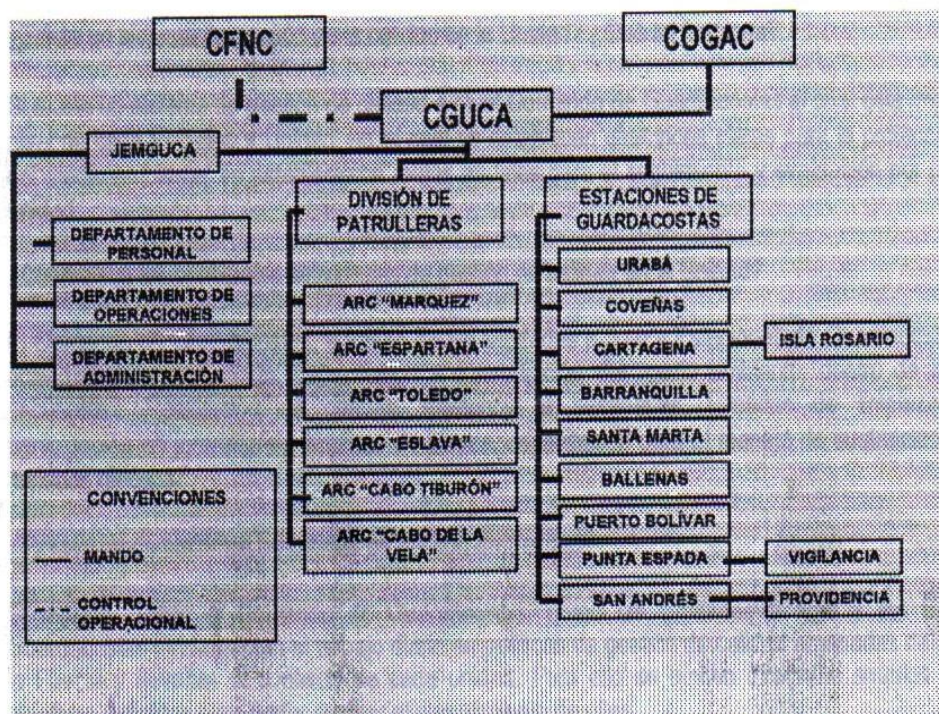 CFNC
COGAC
CGUCA
JEMGUCA
DEPARTAMENTO DE
PERSONAL
DEPARTAMENTO DE
OPERACIONES
DEPARTAMENTO DE
ADMINISTRACIÓN
DIVISIÓN DE
PATRULLERAS
ARC “MARQUEZ”
ARC “ESPARTANA”
ARC “TOLEDO”
ARC “ESLAVA”
ARC “CABO TIBURÓN”
ARC “CABO DE LA
VELA”
ESTACIONES DE
GUARDACOSTAS
URABÁ
COVEÑAS
CARTAGENA
ISLA ROSARIO
BARRANQUILLA
SANTA MARTA
BALLENAS
PUERTO BOLÍVAR
PUNTA ESPADA
VIGILANCIA
SAN ANDRÉS
PROVIDENCIA
CONVENCIONES
MANDO
CONTROL
OPERACIONAL